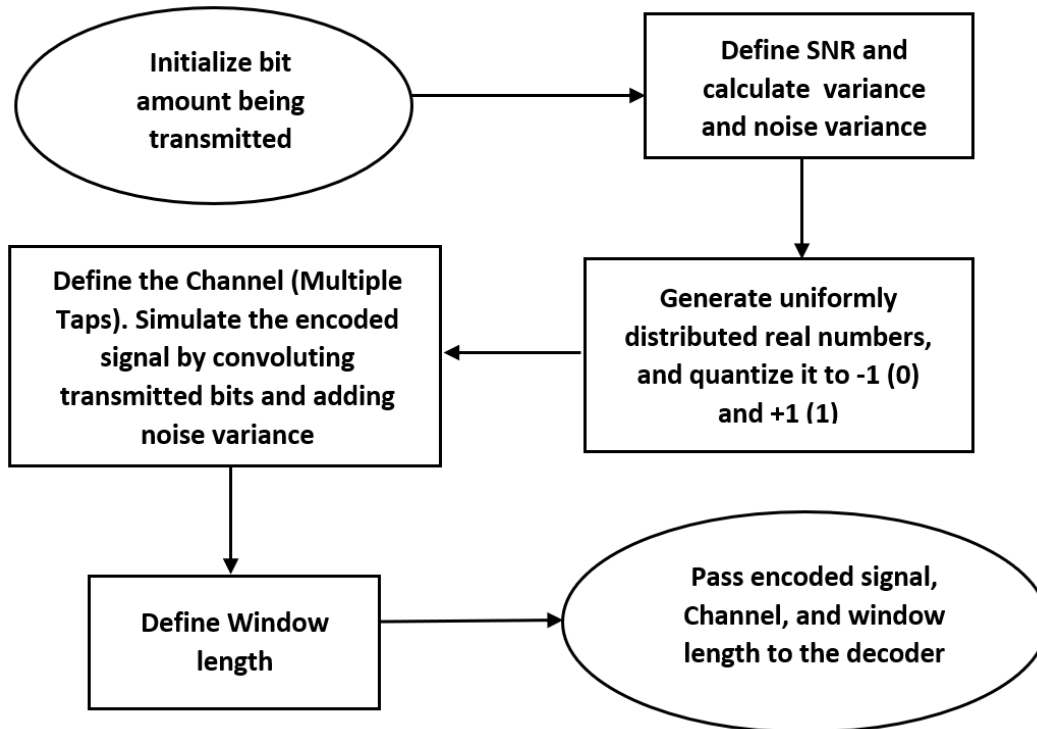 Initialize bit
amount being
transmitted
Define SNR and
calculate variance
and noise variance
Generate uniformly
distributed real numbers,
and quantize it to -1 (0)
and +1 (1)
Define the Channel (Multiple
Taps). Simulate the encoded
signal by convoluting
transmitted bits and adding
noise variance
Define Window
length
Pass encoded signal,
Channel, and window
length to the decoder